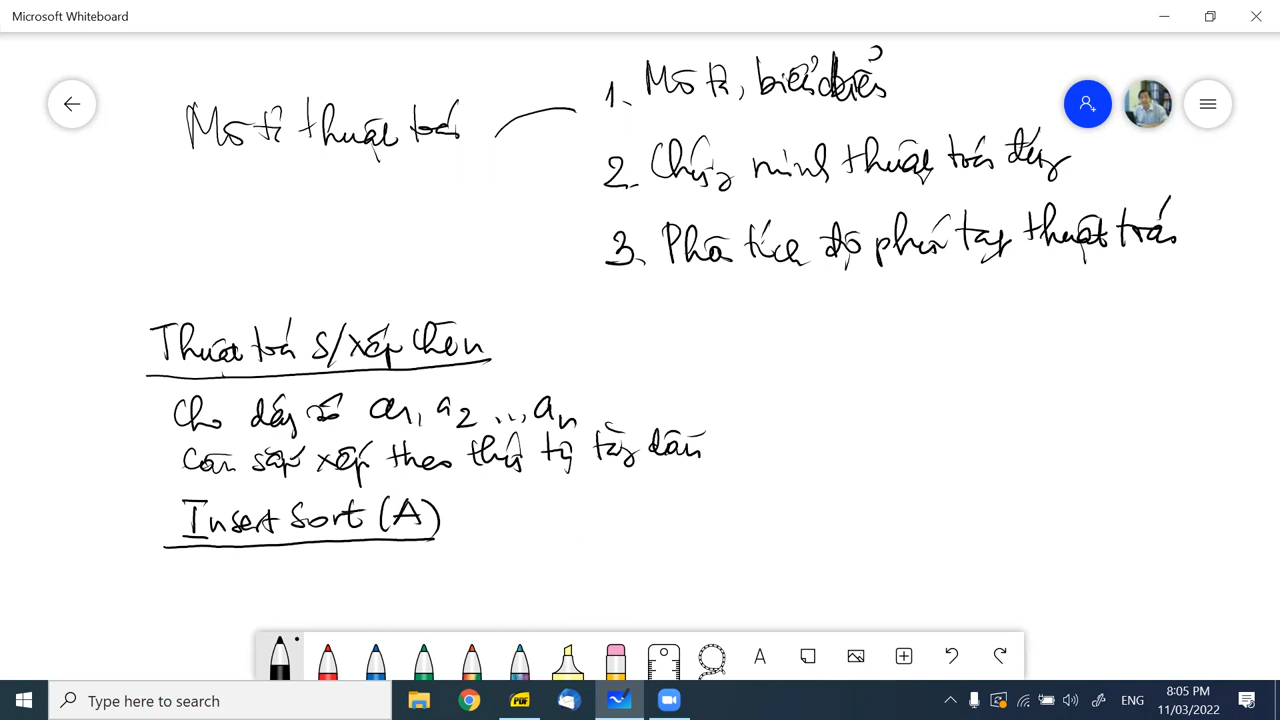 Microsoft Whiteboard
Mô tả thuật toán
1. Mô tả, biểu diễn
2. Chứng minh thuật toán đúng
3. Phân tích độ phức tạp thuật toán
Thuật toán s/xếp chèn
Cho dãy số a1, a2 ..., an
Cần sắp xếp theo thứ tự tăng dần
Insert Sort (A)
Type here to search
PDF
ENG
8:05 PM
11/03/2022